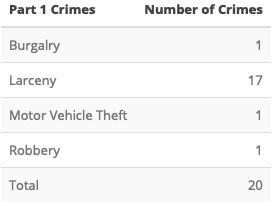 Part 1 Crimes Number of Crimes
Burgalry 1
Larceny 17
Motor Vehicle Theft 1
Robbery 1
Total 20